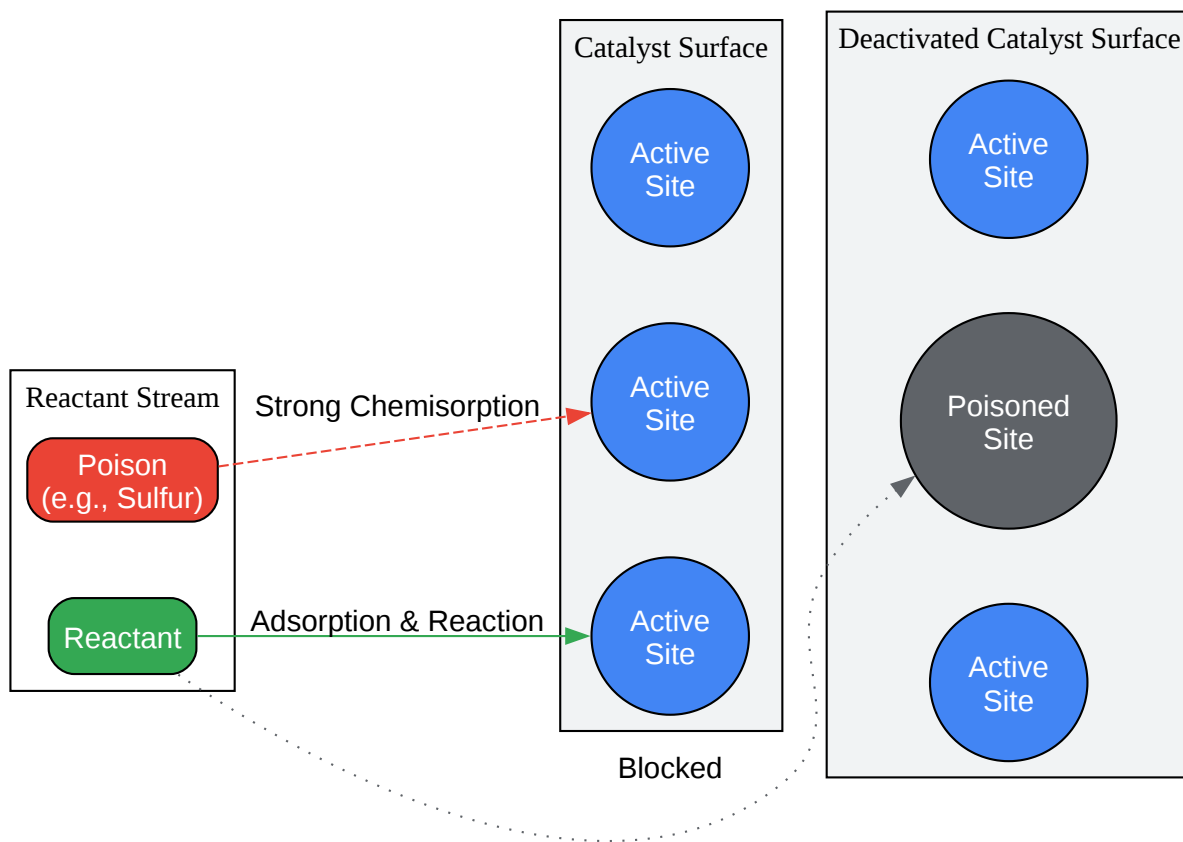 Reactant Stream
Poison
(e.g., Sulfur)
Reactant
Strong Chemisorption
Adsorption & Reaction
Blocked
Catalyst Surface
Active
Site
Active
Site
Active
Site
Deactivated Catalyst Surface
Active
Site
Poisoned
Site
Active
Site